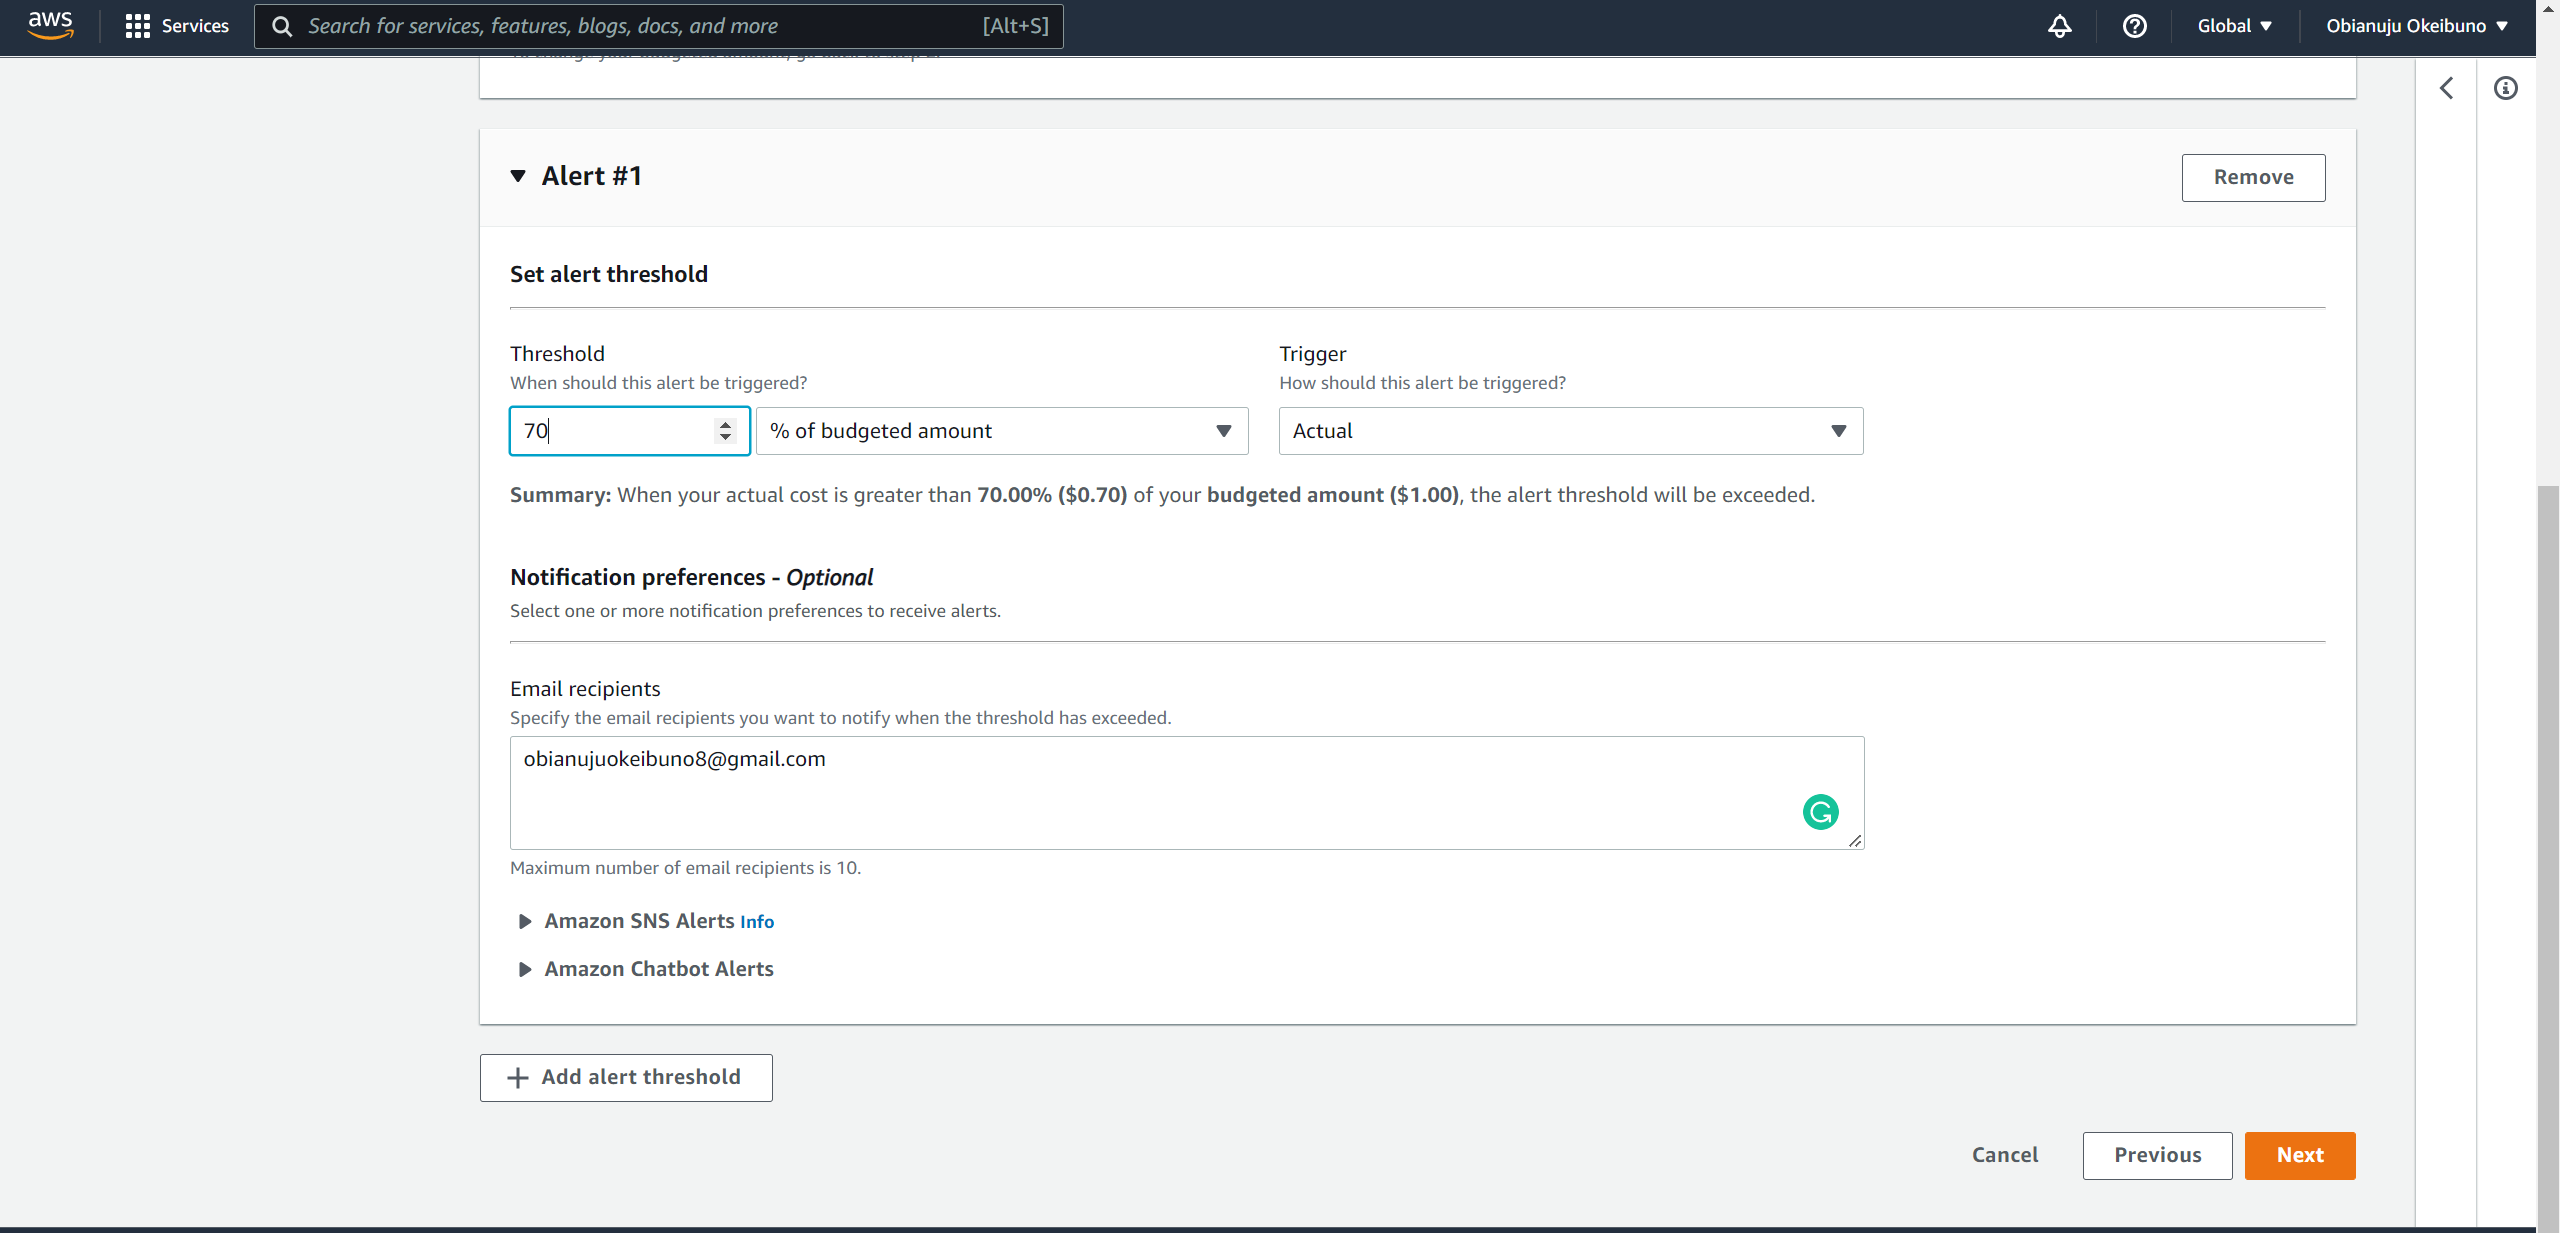 aws
Services
Search for services, features, blogs, docs, and more
[Alt+S]
Global
Obianuju Okeibuno
Alert #1
Remove
Set alert threshold
Threshold
When should this alert be triggered?
Trigger
How should this alert be triggered?
70
% of budgeted amount
Actual
Summary: When your actual cost is greater than 70.00% ($0.70) of your budgeted amount ($1.00), the alert threshold will be exceeded.
Notification preferences - Optional
Select one or more notification preferences to receive alerts.
Email recipients
Specify the email recipients you want to notify when the threshold has exceeded.
obianujuokeibuno8@gmail.com
Maximum number of email recipients is 10.
Amazon SNS Alerts Info
Amazon Chatbot Alerts
Add alert threshold
Cancel
Previous
Next